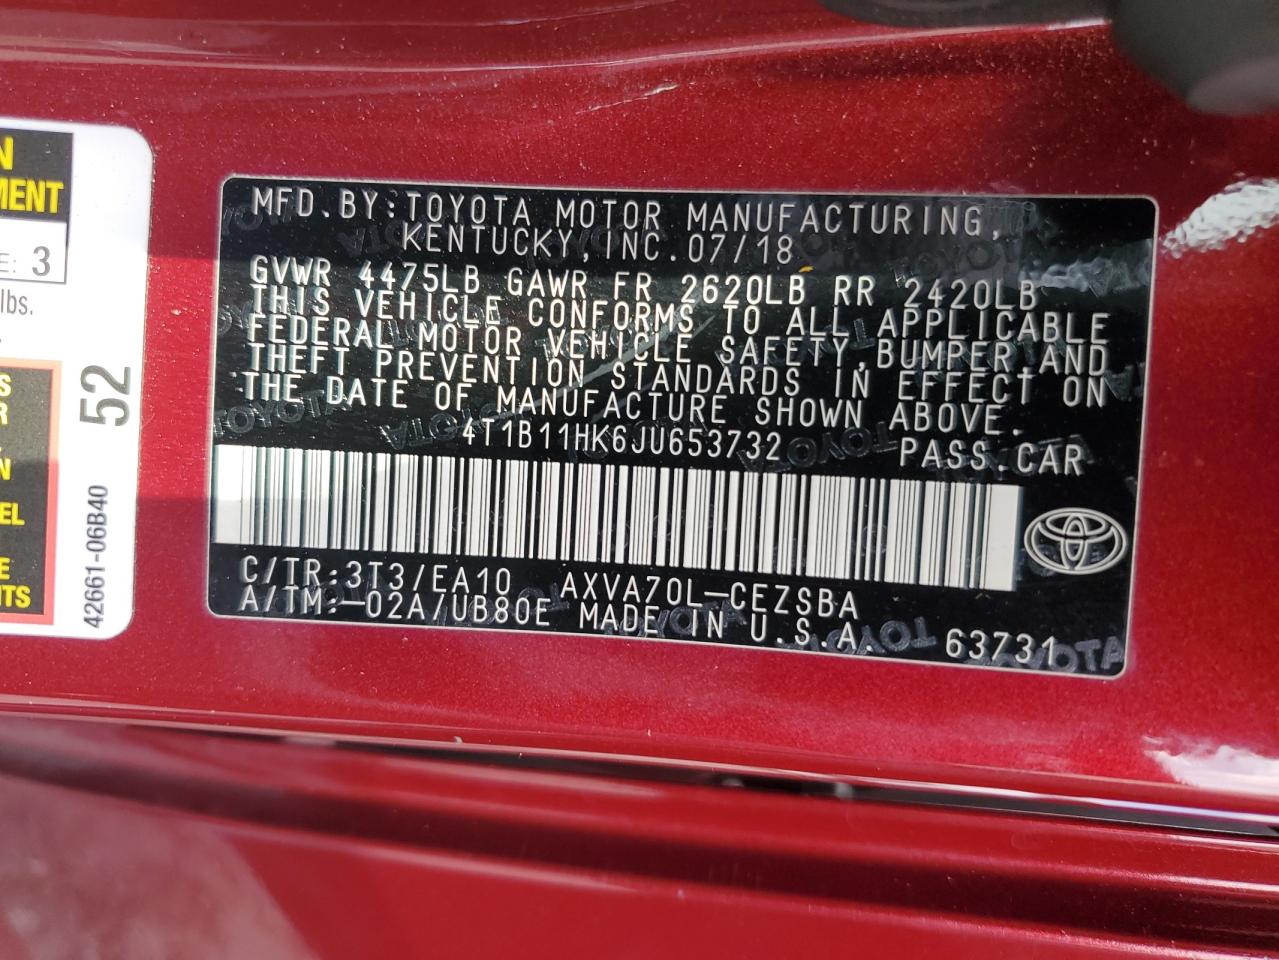 N
MENT
E: 3
lbs.
S
R
N
EL
E
TS
52
42661-06B40
MFD.BY:TOYOTA MOTOR MANUFACTURING,
KENTUCKY,INC.07/18
GVWR 4475LB GAWR FR 2620LB RR 2420LB
THIS VEHICLE CONFORMS TO ALL APPLICABLE
FEDERAL MOTOR VEHICLE SAFETY,BUMPER,AND
THEFT PREVENTION STANDARDS IN EFFECT ON
THE DATE OF MANUFACTURE SHOWN ABOVE.
4T1B11HK6JU653732 PASS.CAR
C/TR:3T3/EA10 AXVA70L-CEZSBA
A/TM:-02A/UB80E MADE IN U.S.A. 63731